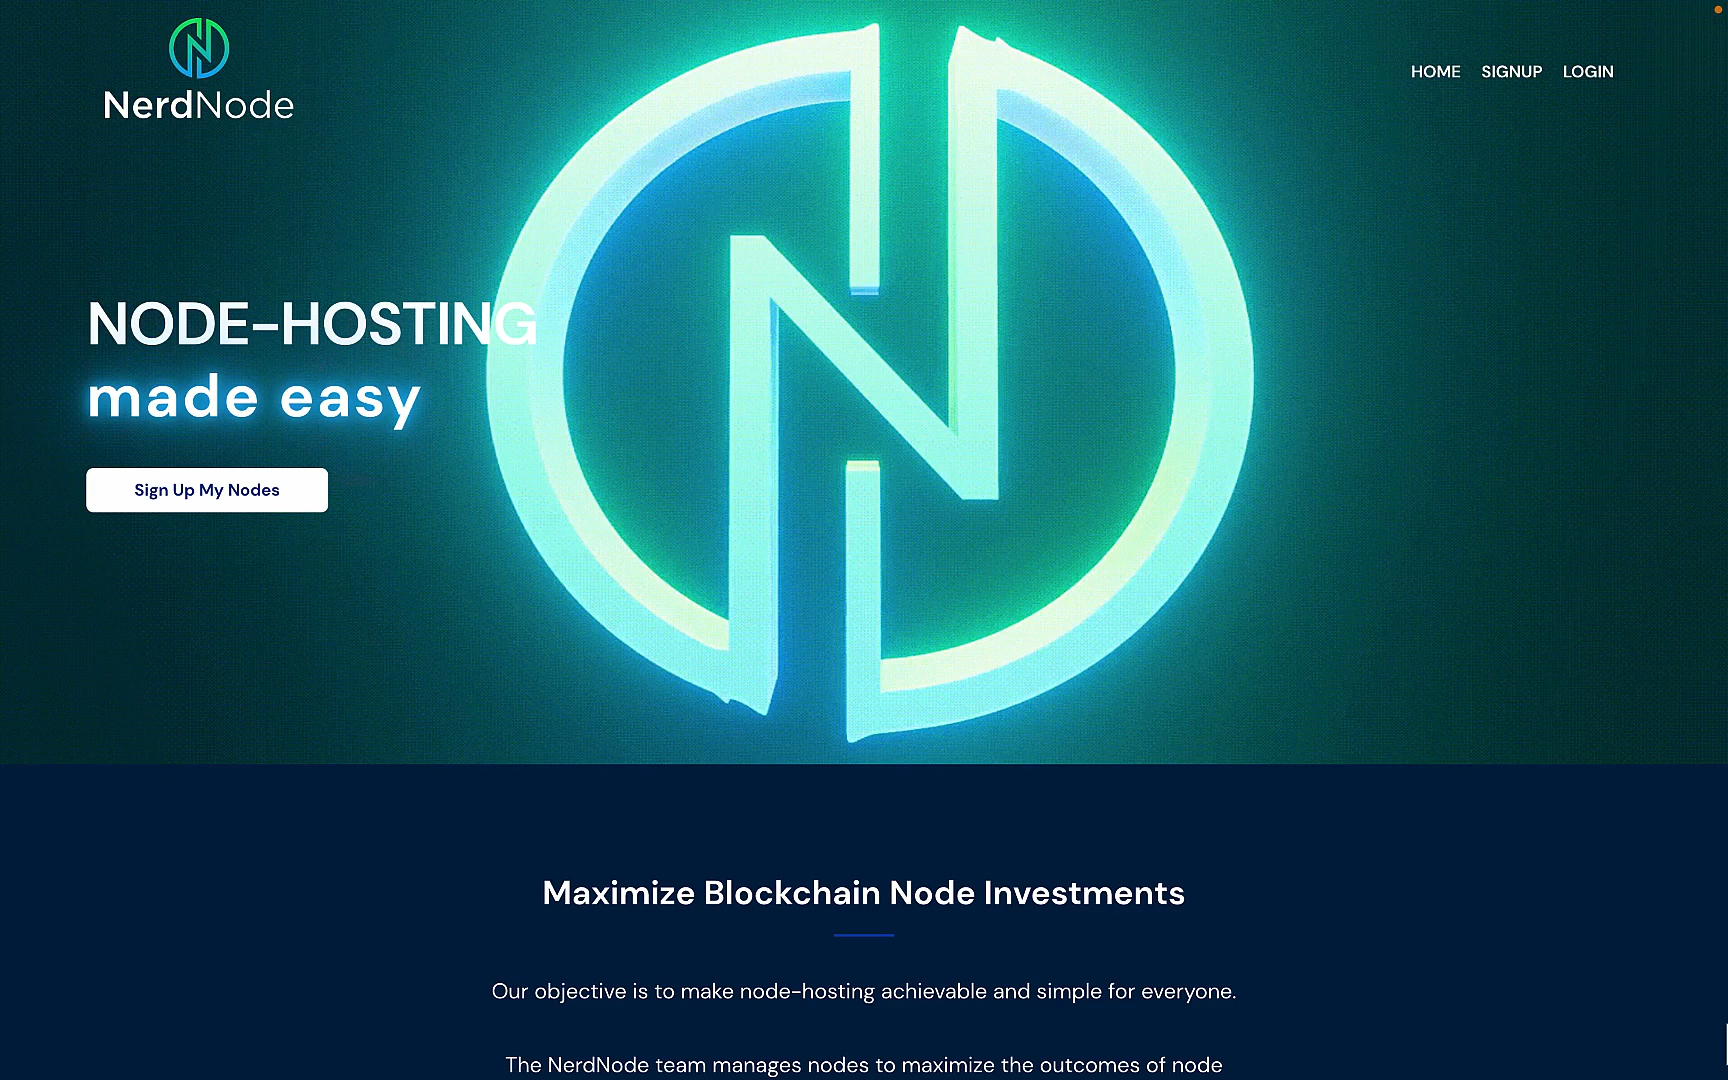 NerdNode
HOME SIGNUP LOGIN
NODE-HOSTING
made easy
Sign Up My Nodes
Maximize Blockchain Node Investments
Our objective is to make node-hosting achievable and simple for everyone.
The NerdNode team manages nodes to maximize the outcomes of node